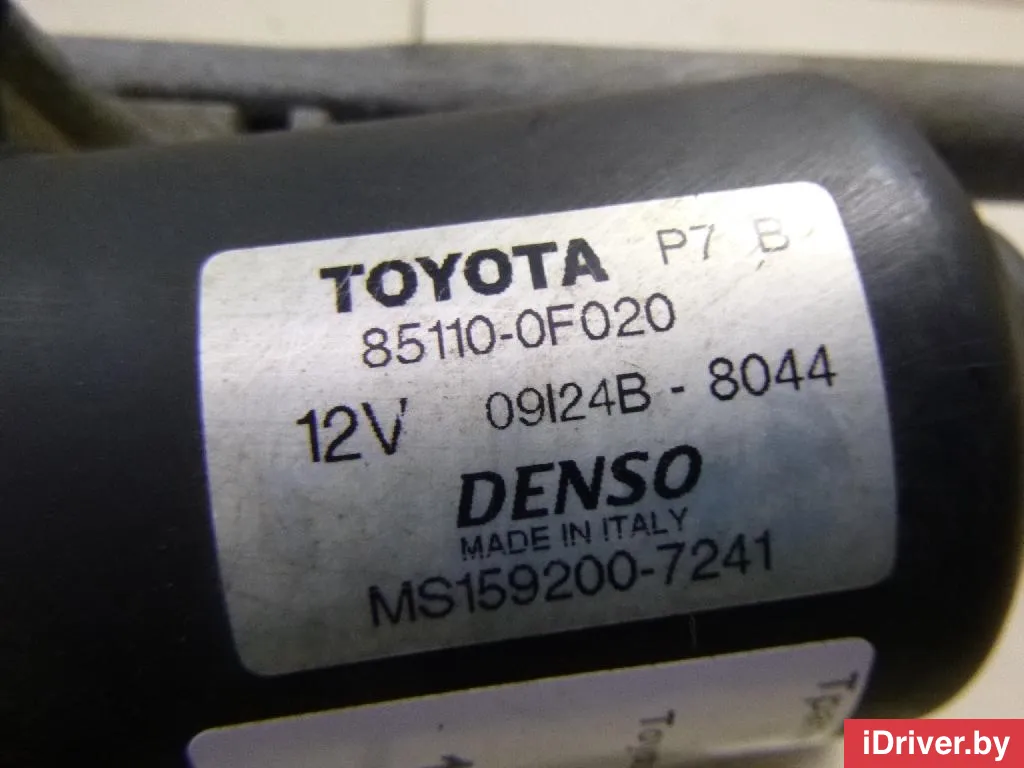 TOYOTA P7 B
85110-0F020
12V 09I24B - 8044
DENSO
MADE IN ITALY
MS159200-7241
iDriver.by